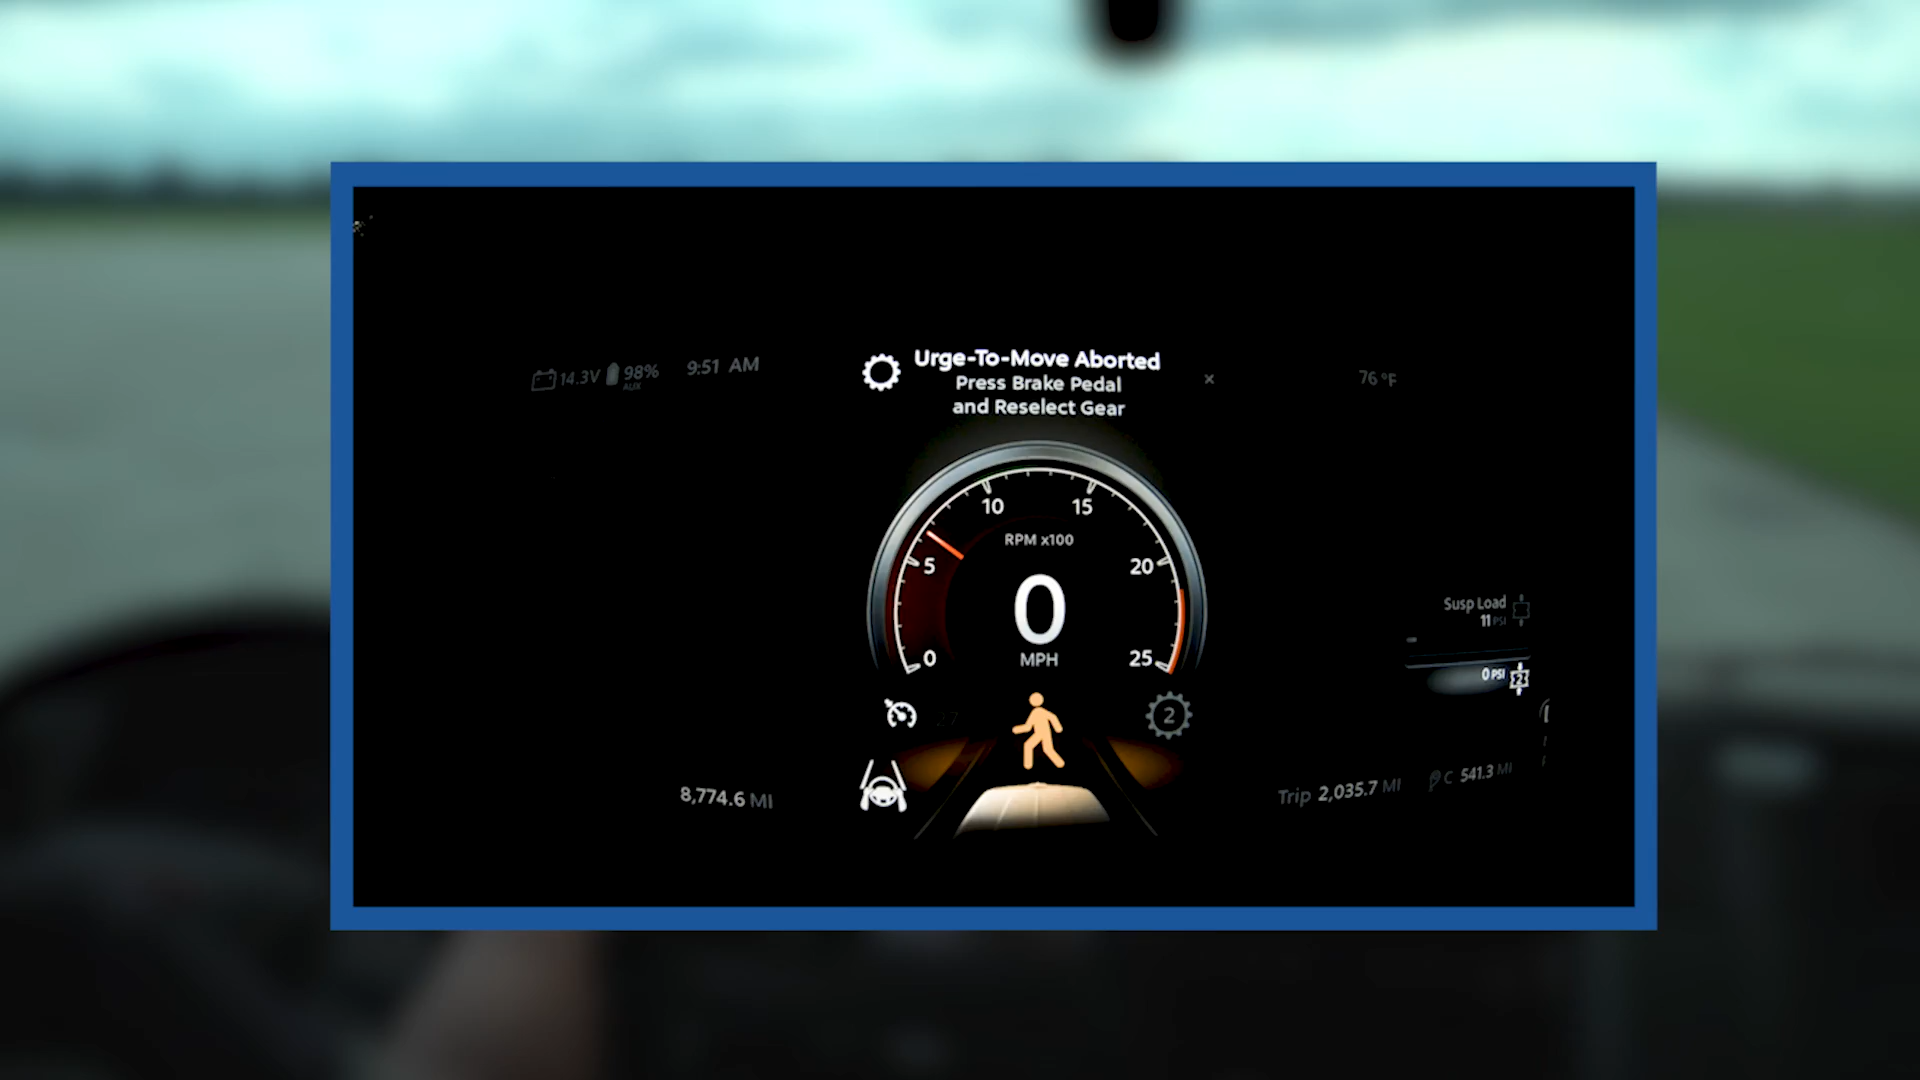 Urge-To-Move Aborted
Press Brake Pedal
and Reselect Gear
14.3V 98% 9:51 AM
AUX
76 °F
10 15
RPM x100
5 20
0
0 25
MPH
Susp Load
11 PSI
0 PSI
2
27
2
8,774.6 MI
Trip 2,035.7 MI
C 541.3 MI